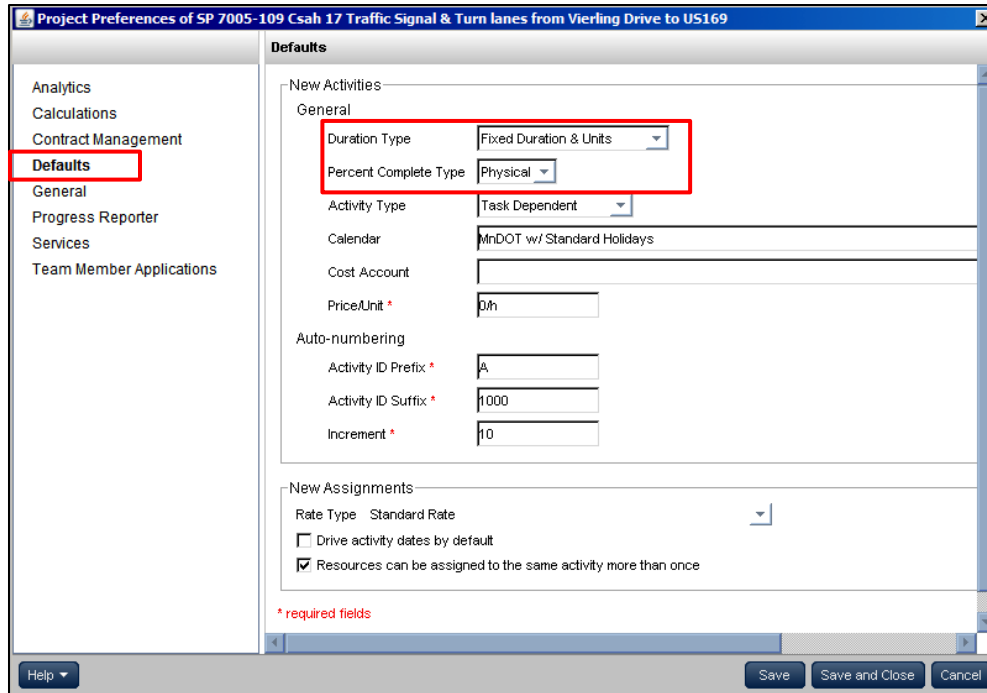 Project Preferences of SP 7005-109 Csah 17 Traffic Signal & Turn lanes from Vierling Drive to US169
Analytics
Calculations
Contract Management
Defaults
General
Progress Reporter
Services
Team Member Applications
Defaults
New Activities
General
Duration Type Fixed Duration & Units
Percent Complete Type Physical
Activity Type Task Dependent
Calendar MnDOT w/ Standard Holidays
Cost Account
Price/Unit * 0/h
Auto-numbering
Activity ID Prefix * A
Activity ID Suffix * 1000
Increment * 10
New Assignments
Rate Type Standard Rate
Drive activity dates by default
Resources can be assigned to the same activity more than once
* required fields
Help
Save
Save and Close
Cancel